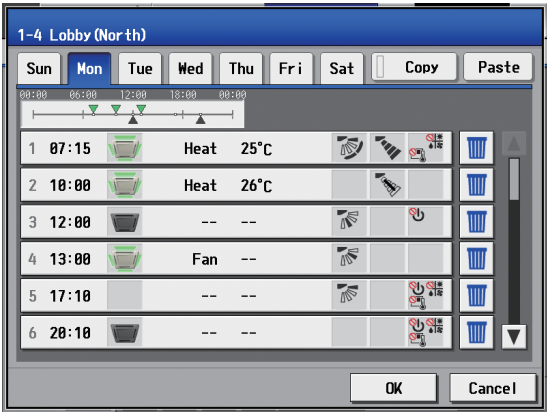 1-4 Lobby(North)
Sun Mon Tue Wed Thu Fri Sat Copy Paste
00:00 06:00 12:00 18:00 00:00
1 07:15 Heat 25°C
2 10:00 Heat 26°C
3 12:00 -- --
4 13:00 Fan --
5 17:10 -- --
6 20:10 -- --
OK Cancel